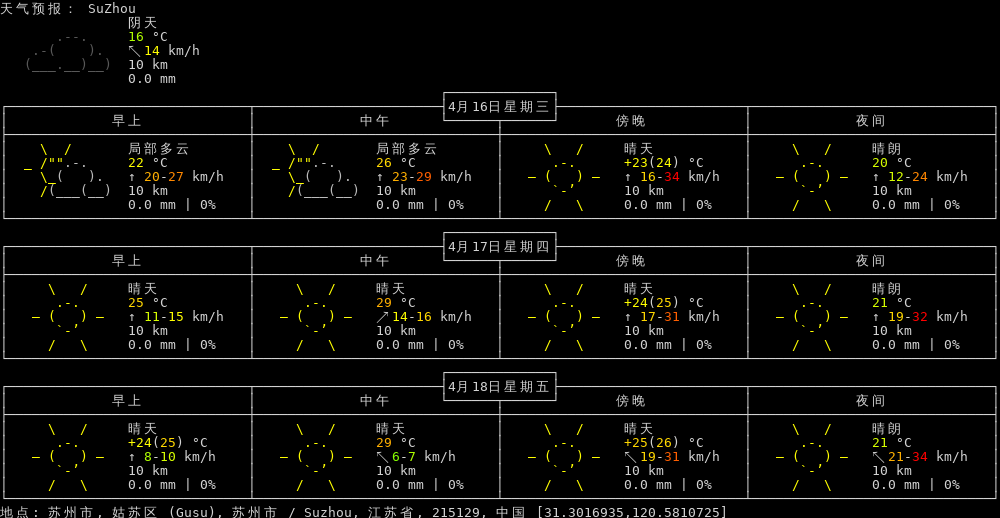 天气预报： SuZhou
阴天
16 °C
↖ 14 km/h
10 km
0.0 mm
4月16日星期三
早上 中午 傍晚 夜间
局部多云 局部多云 晴天 晴朗
22 °C 26 °C +23(24) °C 20 °C
↑ 20-27 km/h ↑ 23-29 km/h ↑ 16-34 km/h ↑ 12-24 km/h
10 km 10 km 10 km 10 km
0.0 mm | 0% 0.0 mm | 0% 0.0 mm | 0% 0.0 mm | 0%
4月17日星期四
早上 中午 傍晚 夜间
晴天 晴天 晴天 晴朗
25 °C 29 °C +24(25) °C 21 °C
↑ 11-15 km/h ↗ 14-16 km/h ↑ 17-31 km/h ↑ 19-32 km/h
10 km 10 km 10 km 10 km
0.0 mm | 0% 0.0 mm | 0% 0.0 mm | 0% 0.0 mm | 0%
4月18日星期五
早上 中午 傍晚 夜间
晴天 晴天 晴天 晴朗
+24(25) °C 29 °C +25(26) °C 21 °C
↑ 8-10 km/h ↖ 6-7 km/h ↖ 19-31 km/h ↖ 21-34 km/h
10 km 10 km 10 km 10 km
0.0 mm | 0% 0.0 mm | 0% 0.0 mm | 0% 0.0 mm | 0%
地点: 苏州市, 姑苏区 (Gusu), 苏州市 / Suzhou, 江苏省, 215129, 中国 [31.3016935,120.5810725]